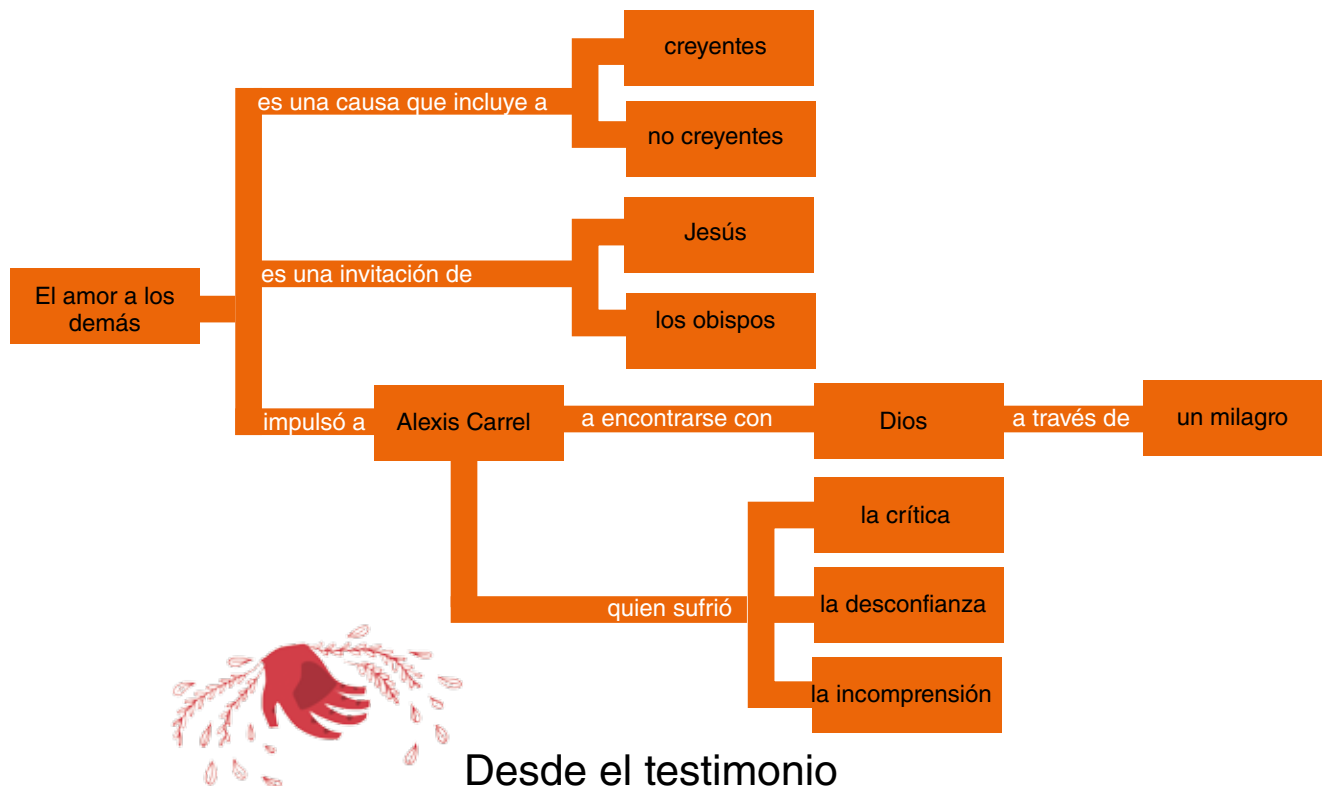 creyentes
es una causa que incluye a
no creyentes
Jesús
es una invitación de
los obispos
El amor a los
demás
impulsó a
Alexis Carrel
a encontrarse con
Dios
a través de
un milagro
la crítica
quien sufrió
la desconfianza
la incomprensión
Desde el testimonio